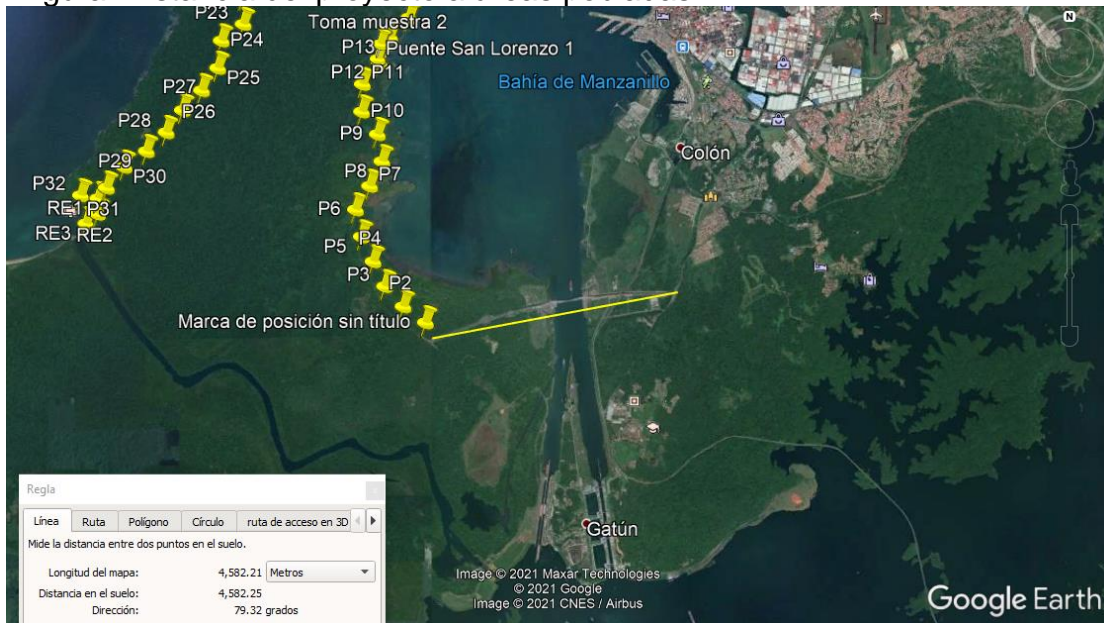 P23
Toma muestra 2
N
P24
P13
Puente San Lorenzo 1
P25
P12
P11
Bahía de Manzanillo
P27
P26
P10
P28
P9
Colón
P29
P30
P8
P7
P32
RE1
P31
P6
RE3
RE2
P5
P4
P3
P2
Marca de posición sin título
Regla
Línea
Ruta
Polígono
Círculo
ruta de acceso en 3D
Mide la distancia entre dos puntos en el suelo.
Longitud del mapa: 4,582.21 Metros
Distancia en el suelo: 4,582.25
Dirección: 79.32 grados
Gatún
Image © 2021 Maxar Technologies
© 2021 Google
Image © 2021 CNES / Airbus
Google Earth